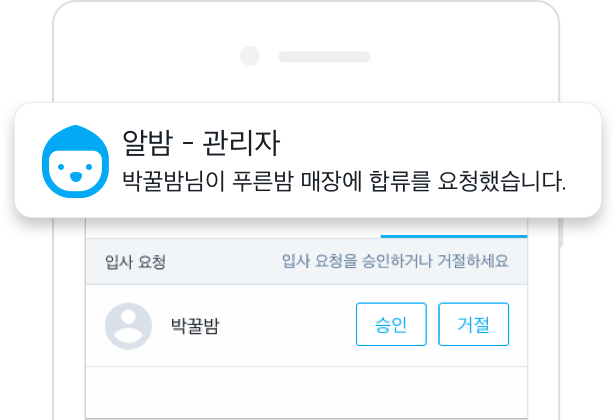 알밤 - 관리자
박꿀밤님이 푸른밤 매장에 합류를 요청했습니다.
입사 요청 입사 요청을 승인하거나 거절하세요
박꿀밤 승인 거절